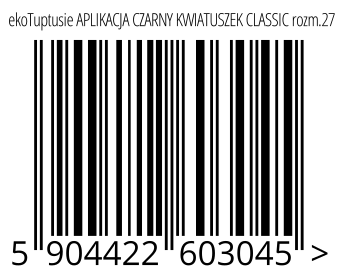 ekoTuptusie APLIKACJA CZARNY KWIATUSZEK CLASSIC rozm.27
5 904422 603045 >